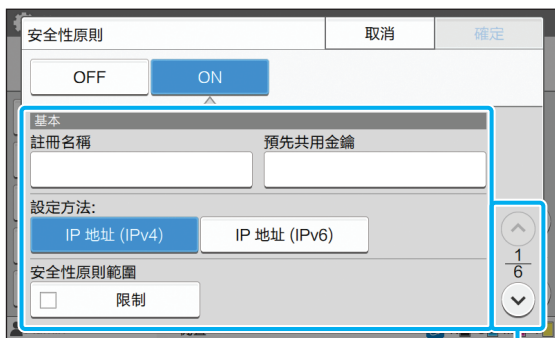 安全性原則 取消 確定
OFF ON
基本
註冊名稱 預先共用金鑰
設定方法:
IP 地址 (IPv4) IP 地址 (IPv6)
1
6
安全性原則範圍
限制